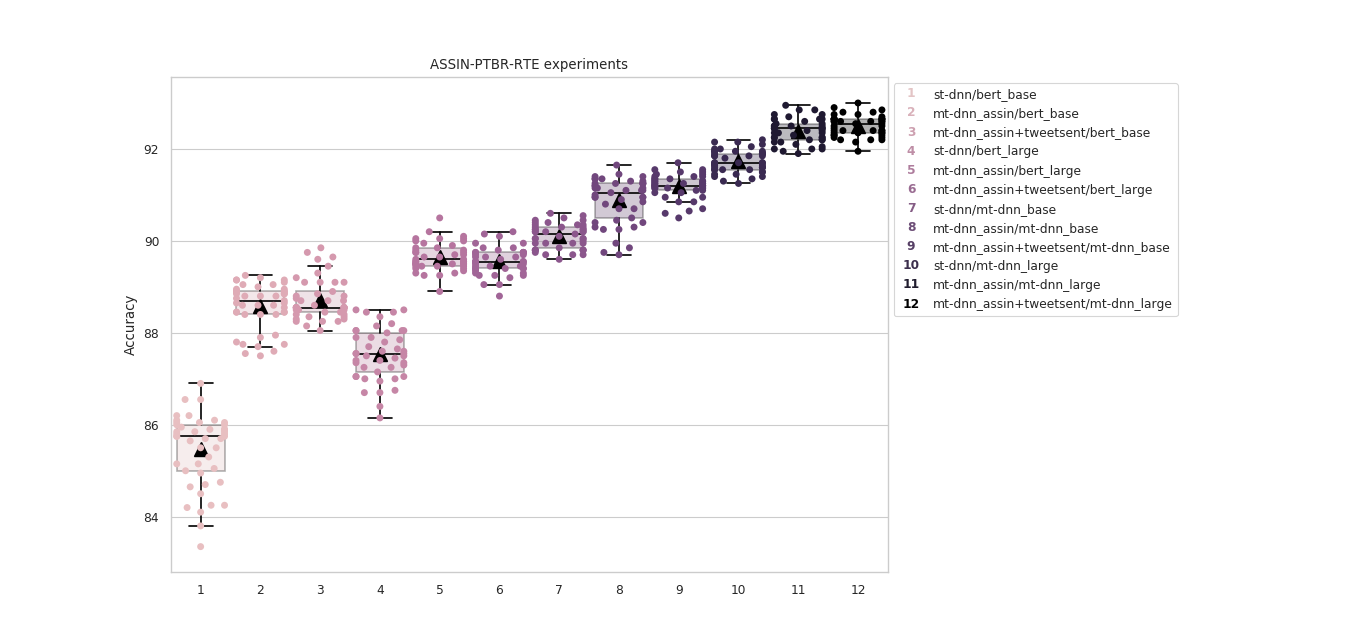 ASSIN-PTBR-RTE experiments
Accuracy
92
90
88
86
84
1 2 3 4 5 6 7 8 9 10 11 12
1 st-dnn/bert_base
2 mt-dnn_assin/bert_base
3 mt-dnn_assin+tweetsent/bert_base
4 st-dnn/bert_large
5 mt-dnn_assin/bert_large
6 mt-dnn_assin+tweetsent/bert_large
7 st-dnn/mt-dnn_base
8 mt-dnn_assin/mt-dnn_base
9 mt-dnn_assin+tweetsent/mt-dnn_base
10 st-dnn/mt-dnn_large
11 mt-dnn_assin/mt-dnn_large
12 mt-dnn_assin+tweetsent/mt-dnn_large